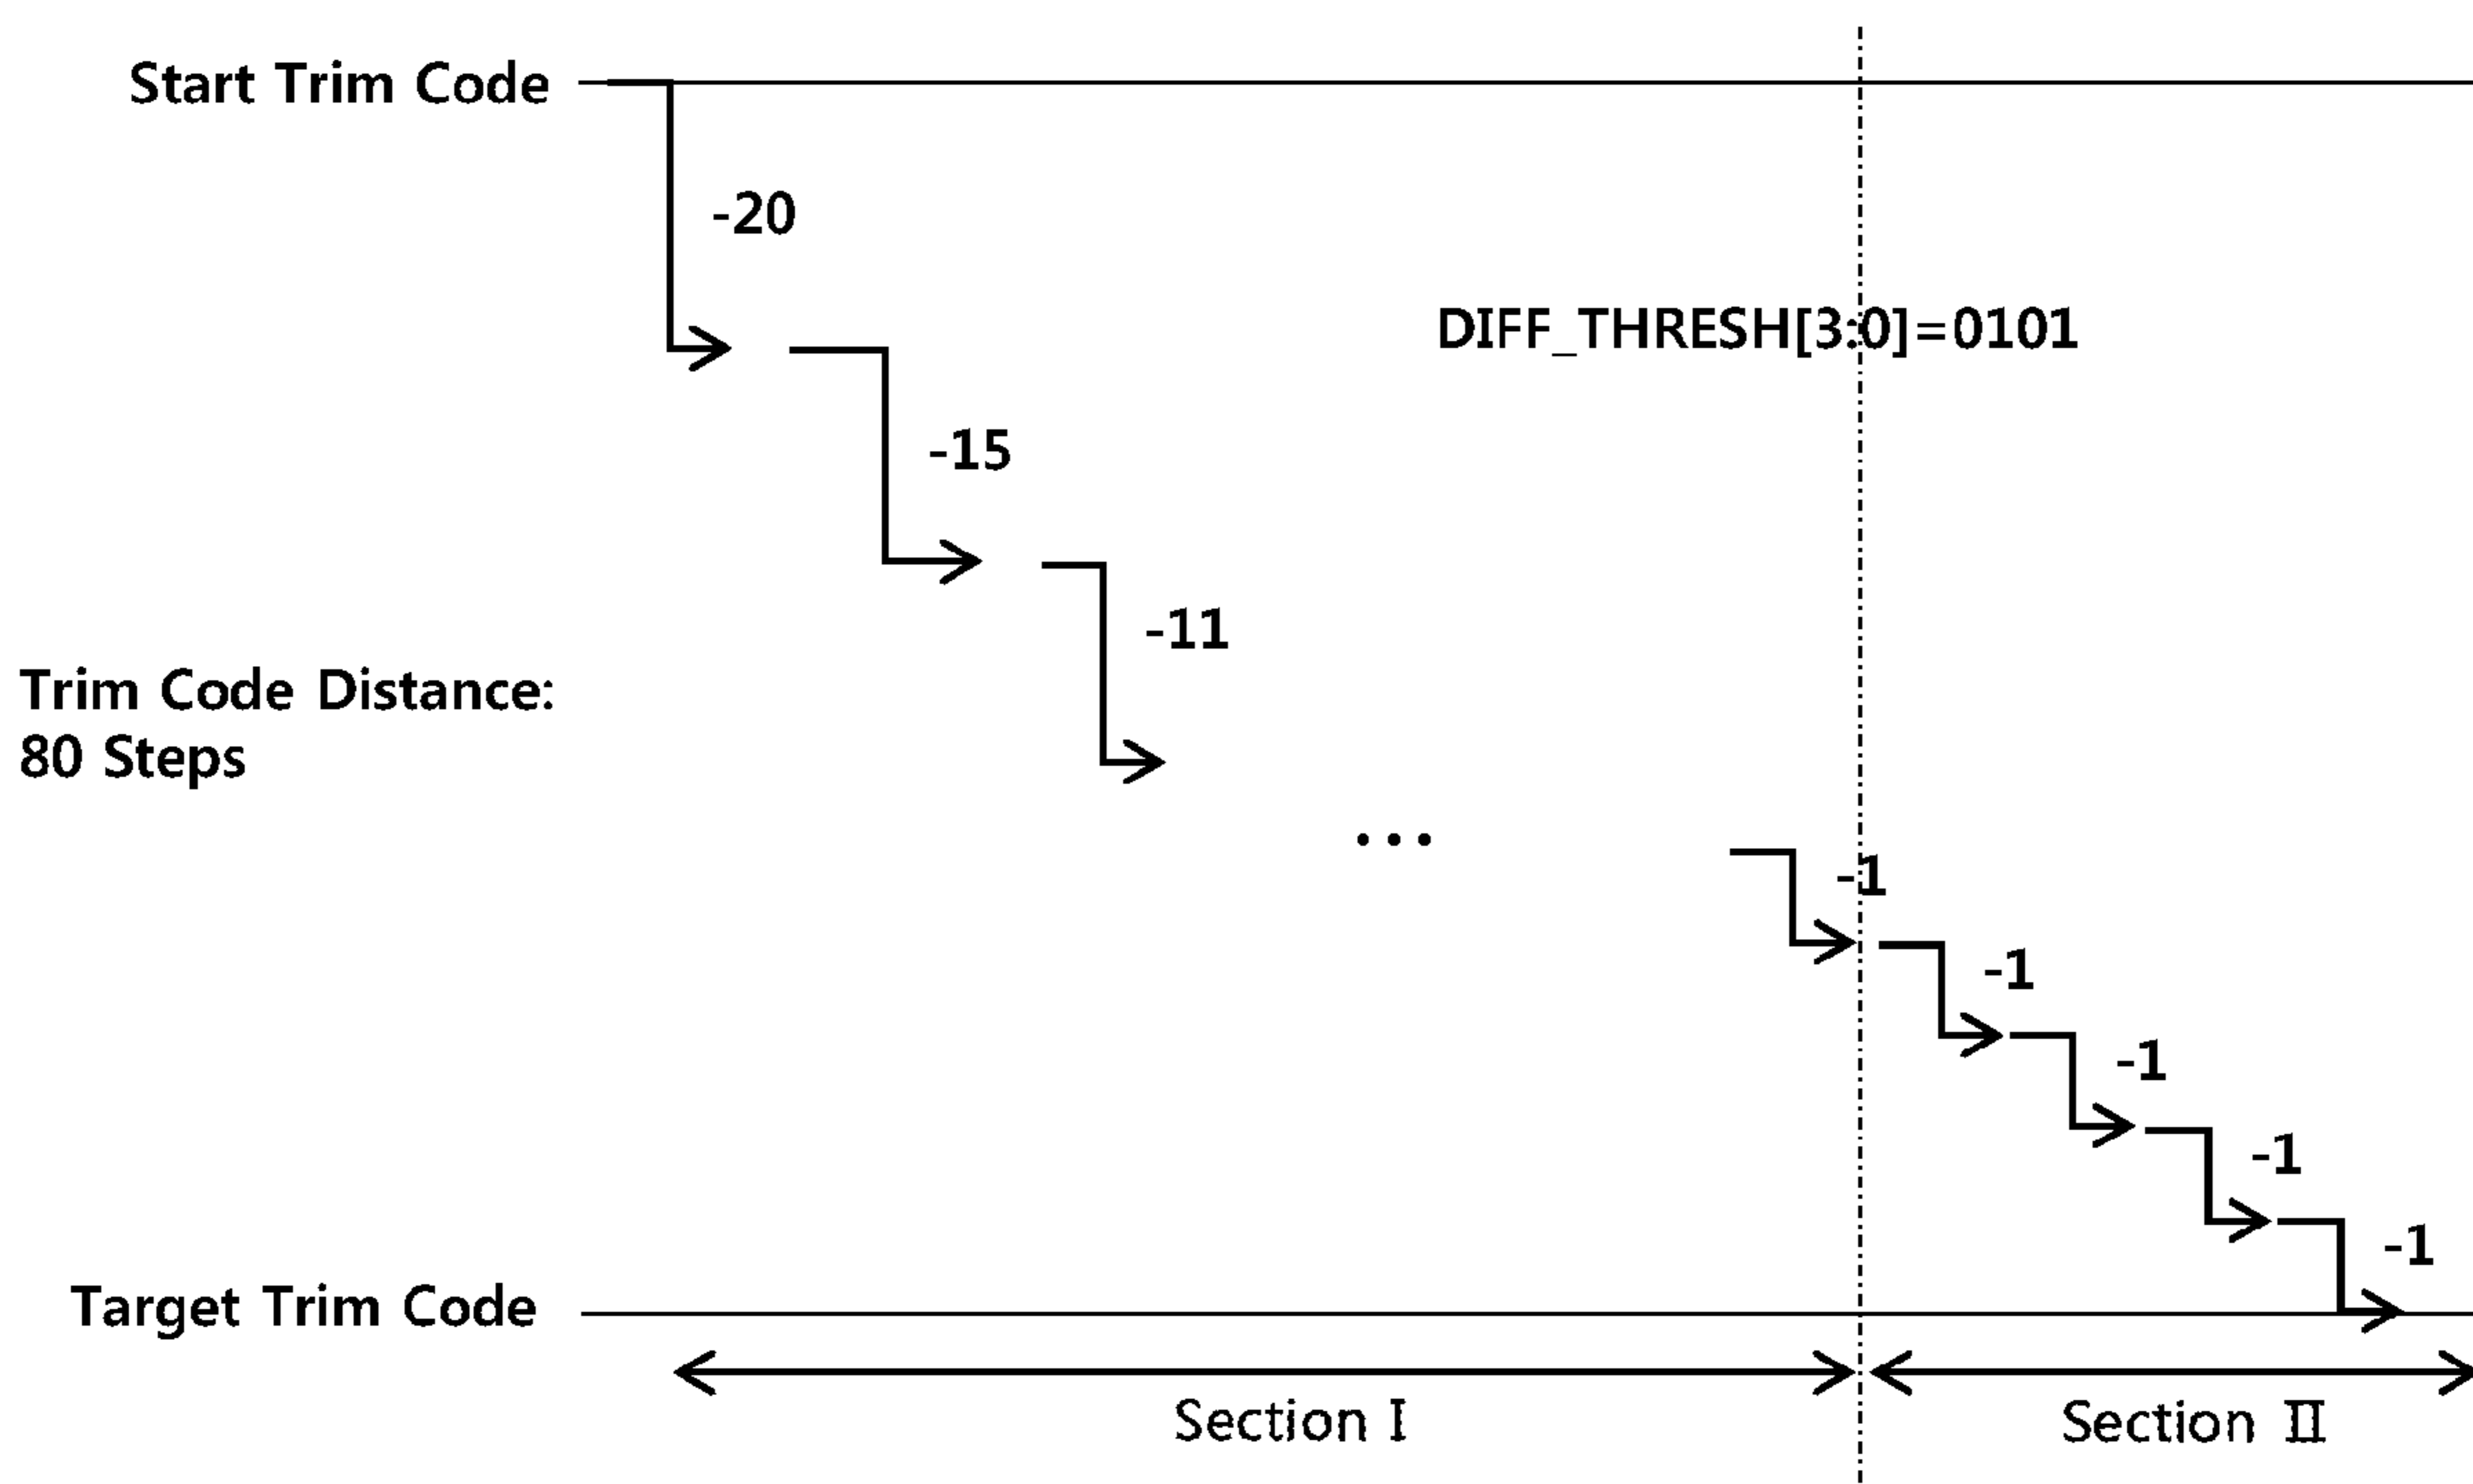 Start Trim Code
-20
DIFF_THRESH[3:0]=0101
-15
-11
Trim Code Distance:
80 Steps
...
-1
-1
-1
-1
-1
Target Trim Code
Section Ⅰ
Section Ⅱ